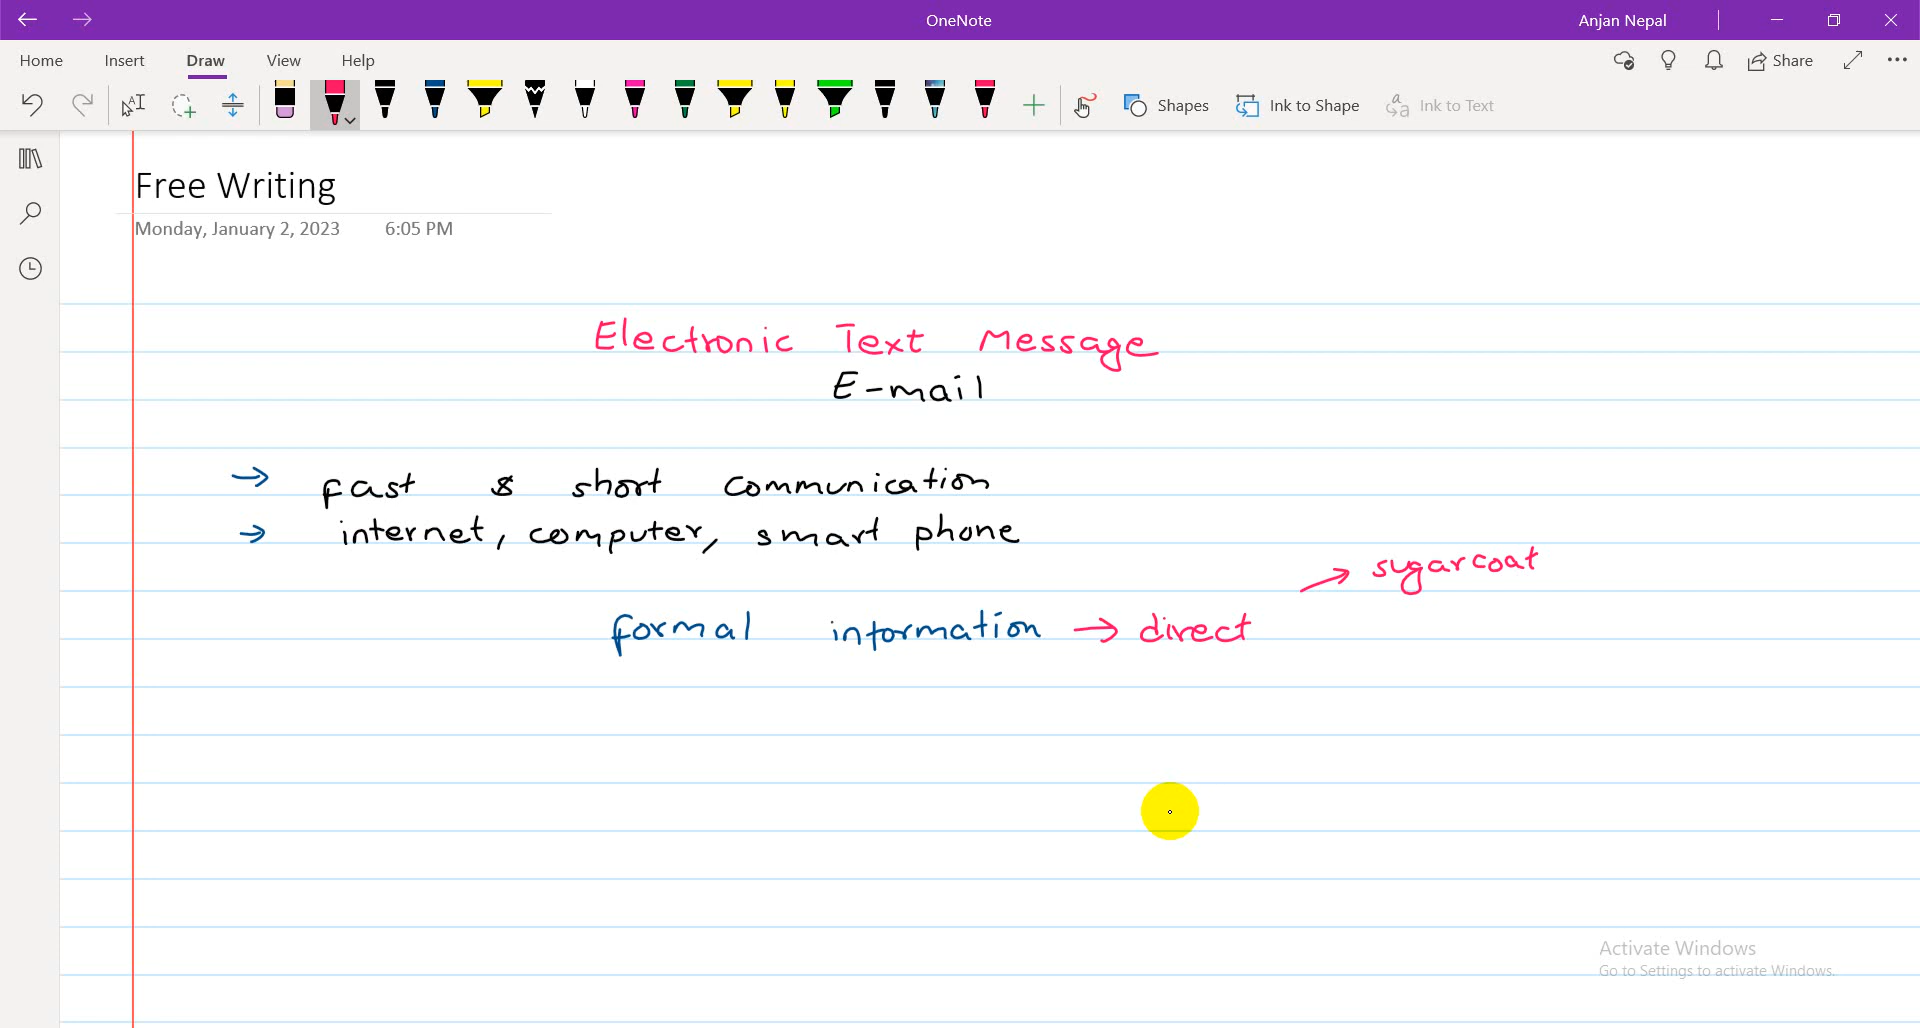 OneNote
Anjan Nepal
Home Insert Draw View Help
Share
Shapes Ink to Shape Ink to Text
Free Writing
Monday, January 2, 2023 6:05 PM
Electronic Text Message
E-mail
→ fast & short communication
→ internet, computer, smart phone
→ sugarcoat
formal information → direct
Activate Windows
Go to Settings to activate Windows.